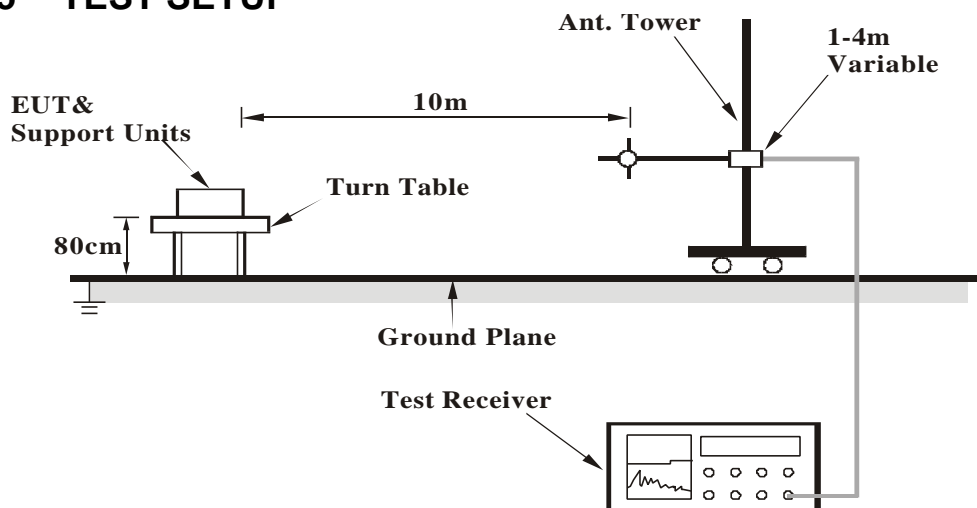 TEST SETUP
Ant. Tower
1-4m
Variable
EUT&
Support Units
10m
Turn Table
80cm
Ground Plane
Test Receiver